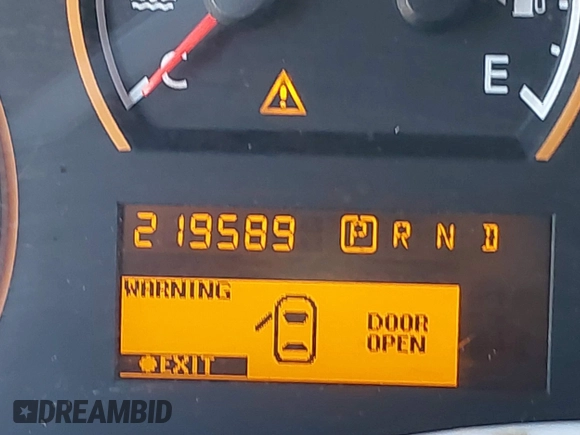 C
E
219589 P R N D
WARNING
DOOR
OPEN
EXIT
DREAMBID